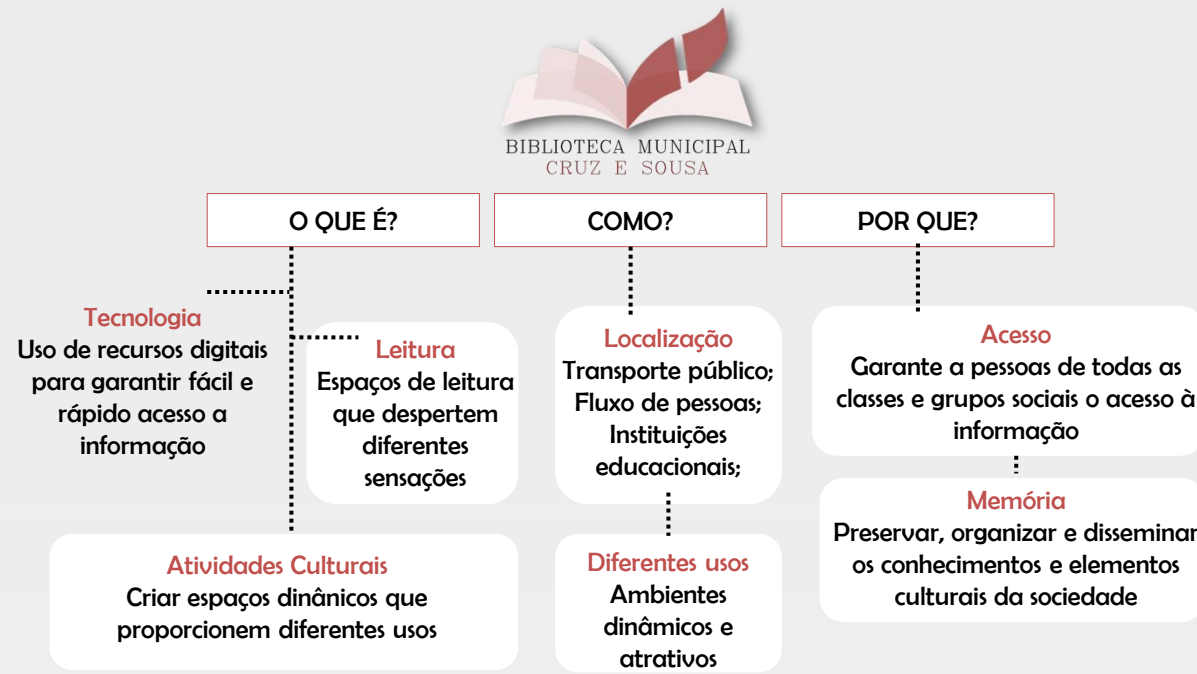 BIBLIOTECA MUNICIPAL
CRUZ E SOUSA
O QUE É?
Tecnologia
Uso de recursos digitais
para garantir fácil e
rápido acesso a
informação
Leitura
Espaços de leitura
que despertem
diferentes
sensações
Atividades Culturais
Criar espaços dinânicos que
proporcionem diferentes usos
COMO?
Localização
Transporte público;
Fluxo de pessoas;
Instituições
educacionais;
Diferentes usos
Ambientes
dinâmicos e
atrativos
POR QUE?
Acesso
Garante a pessoas de todas as
classes e grupos sociais o acesso à
informação
Memória
Preservar, organizar e disseminar
os conhecimentos e elementos
culturais da sociedade